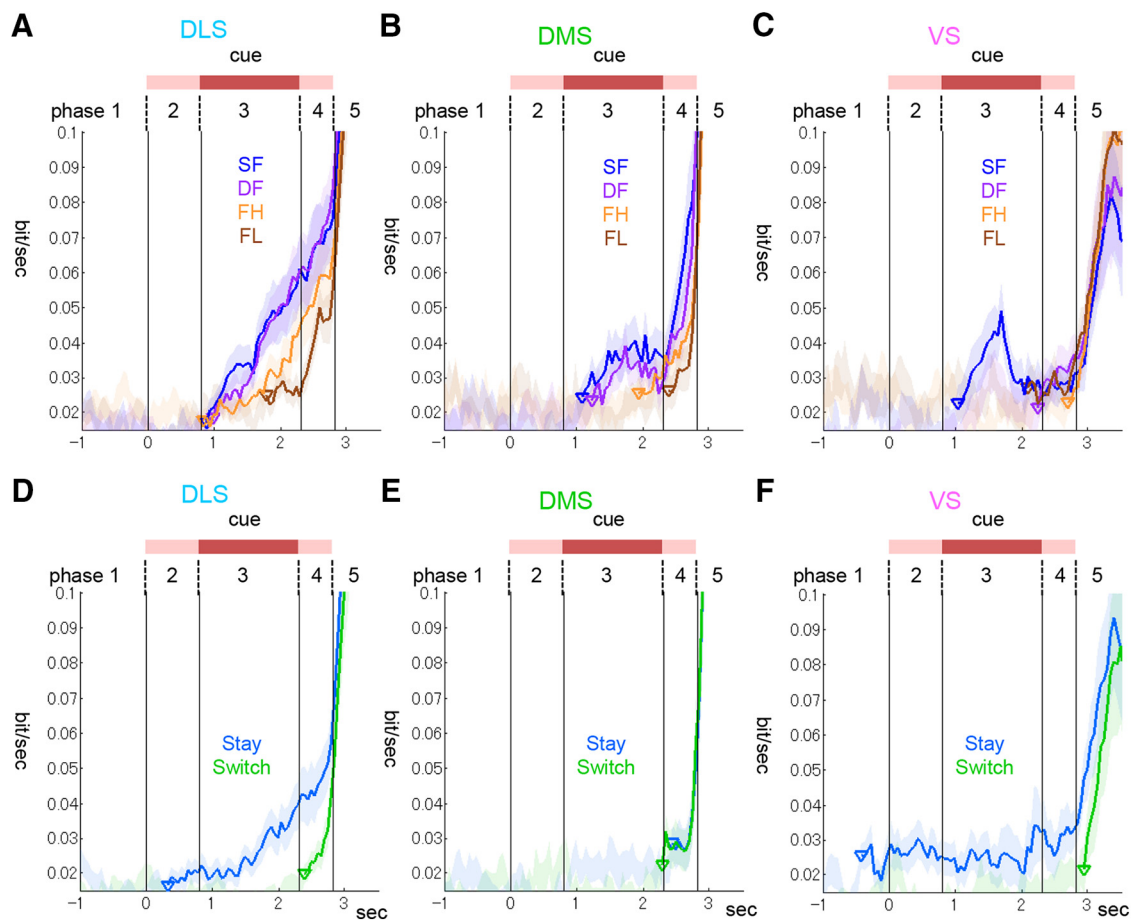 A
DLS
cue
phase 1 2 3 4 5
0.1
0.09
0.08
0.07
0.06
0.05
0.04
0.03
0.02
bit/sec
SF
DF
FH
FL
−1 0 1 2 3
B
DMS
cue
phase 1 2 3 4 5
0.1
0.09
0.08
0.07
0.06
0.05
0.04
0.03
0.02
bit/sec
SF
DF
FH
FL
−1 0 1 2 3
C
VS
cue
phase 1 2 3 4 5
0.1
0.09
0.08
0.07
0.06
0.05
0.04
0.03
0.02
bit/sec
SF
DF
FH
FL
−1 0 1 2 3
D
DLS
cue
phase 1 2 3 4 5
0.1
0.09
0.08
0.07
0.06
0.05
0.04
0.03
0.02
bit/sec
Stay
Switch
−1 0 1 2 3 sec
E
DMS
cue
phase 1 2 3 4 5
0.1
0.09
0.08
0.07
0.06
0.05
0.04
0.03
0.02
bit/sec
Stay
Switch
−1 0 1 2 3 sec
F
VS
cue
phase 1 2 3 4 5
0.1
0.09
0.08
0.07
0.06
0.05
0.04
0.03
0.02
bit/sec
Stay
Switch
−1 0 1 2 3 sec